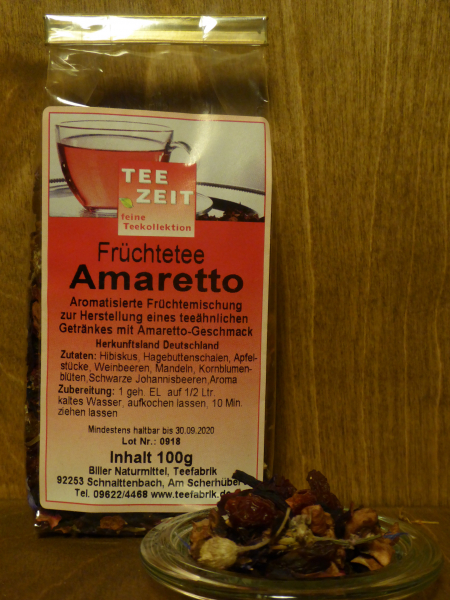 TEE
ZEIT
feine
Teekollektion
Früchtetee
Amaretto
Aromatisierte Früchtemischung
zur Herstellung eines teeähnlichen
Getränkes mit Amaretto-Geschmack
Herkunftsland Deutschland
Zutaten: Hibiskus, Hagebuttenschalen, Apfel-
stücke, Weinbeeren, Mandeln, Kornblumen-
blüten,Schwarze Johannisbeeren,Aroma
Zubereitung: 1 geh. EL auf 1/2 Ltr.
kaltes Wasser, aufkochen lassen, 10 Min.
ziehen lassen
Mindestens haltbar bis 30.09.2020
Lot Nr.: 0918
Inhalt 100g
Biller Naturmittel, Teefabrik
92253 Schnaittenbach, Am Scherhübel
Tel. 09622/4468 www.teefabrik.de